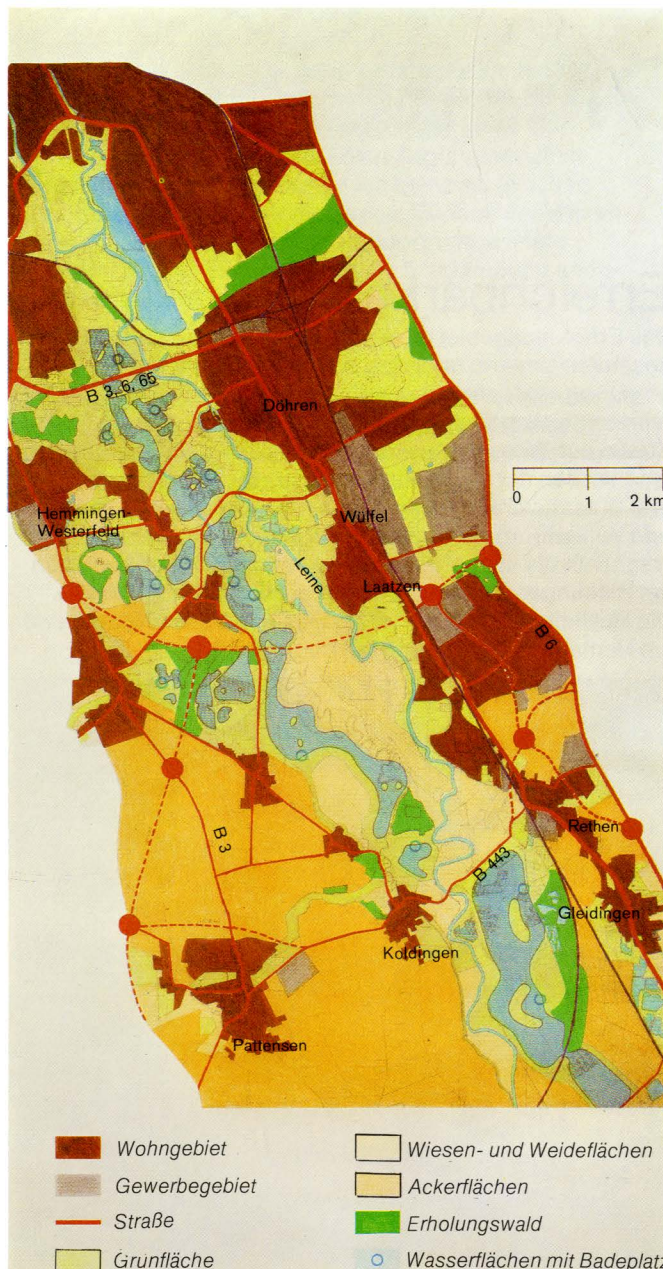 B 3, 6, 65
Döhren
0 1 2 km
Hemmingen-
Westerfeld
Wülfel
Leine
Laatzen
B 6
B 3
Rethen
B 443
Gleidingen
Koldingen
Pattensen
Wohngebiet
Wiesen- und Weideflächen
Gewerbegebiet
Ackerflächen
Straße
Erholungswald
Grünfläche
Wasserflächen mit Badeplatz